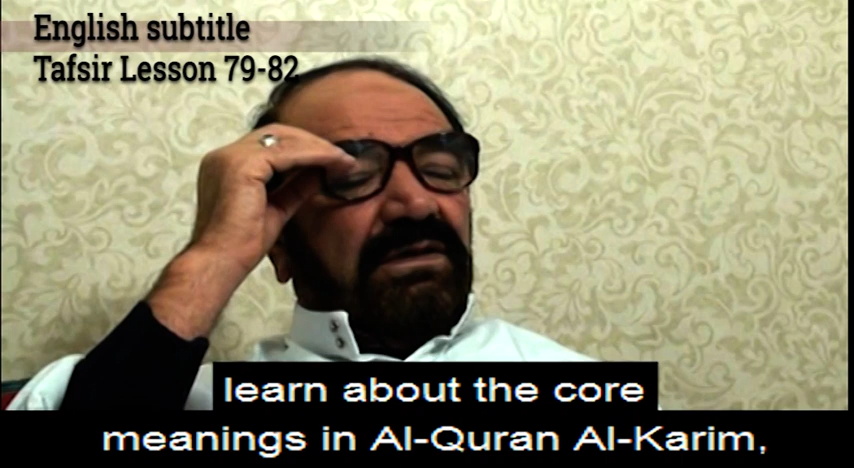 English subtitle
Tafsir Lesson 79-82
learn about the core
meanings in Al-Quran Al-Karim,